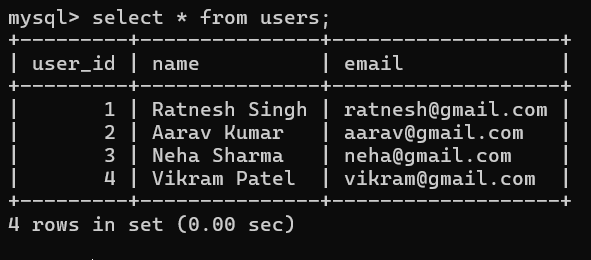 mysql> select * from users;
+---------+--------------+-------------------+
| user_id | name         | email             |
+---------+--------------+-------------------+
|       1 | Ratnesh Singh | ratnesh@gmail.com |
|       2 | Aarav Kumar   | aarav@gmail.com   |
|       3 | Neha Sharma   | neha@gmail.com    |
|       4 | Vikram Patel  | vikram@gmail.com  |
+---------+--------------+-------------------+
4 rows in set (0.00 sec)